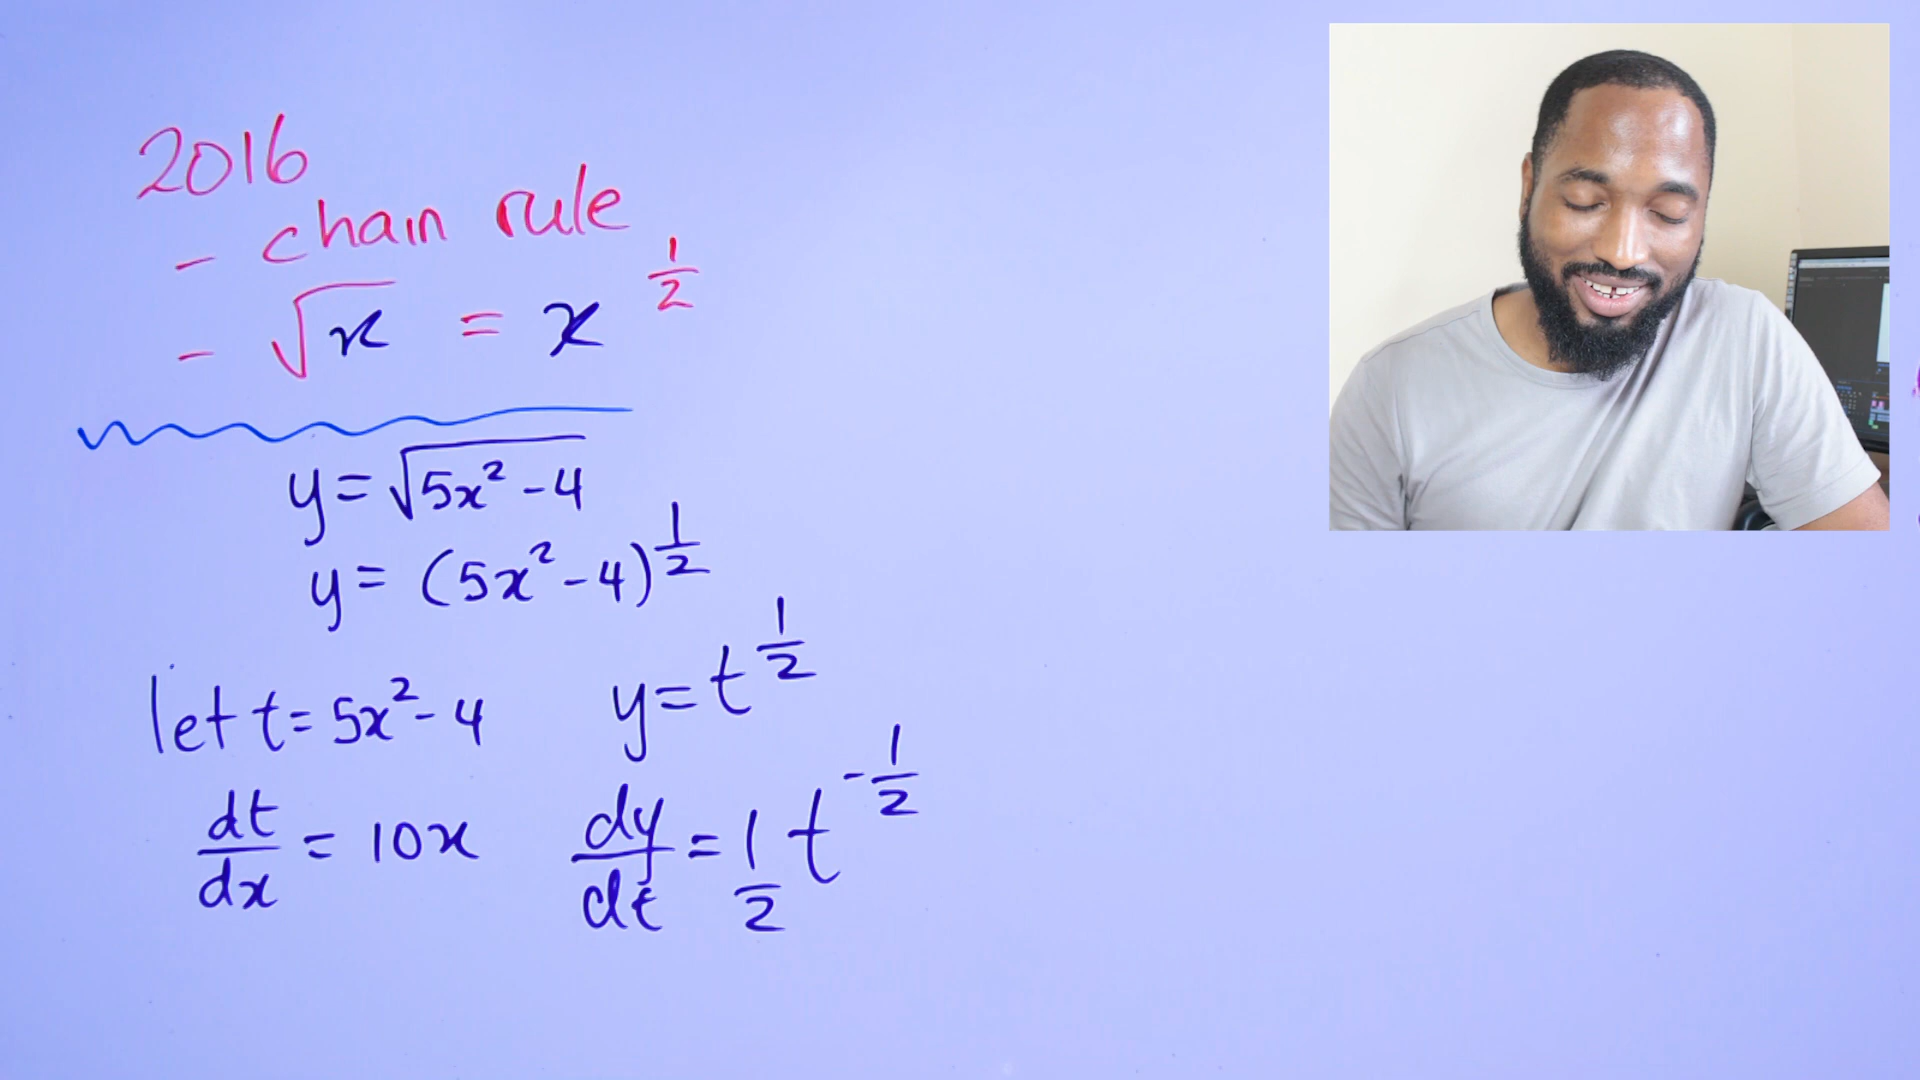 2016
- chain rule
- √x = x^(1/2)
y = √(5x² - 4)
y = (5x² - 4)^(1/2)
let t = 5x² - 4    y = t^(1/2)
dt/dx = 10x    dy/dt = 1/2 t^(-1/2)